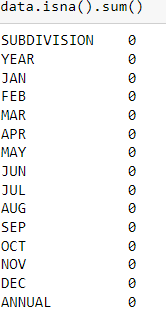 data.isna().sum()
SUBDIVISION 0
YEAR 0
JAN 0
FEB 0
MAR 0
APR 0
MAY 0
JUN 0
JUL 0
AUG 0
SEP 0
OCT 0
NOV 0
DEC 0
ANNUAL 0